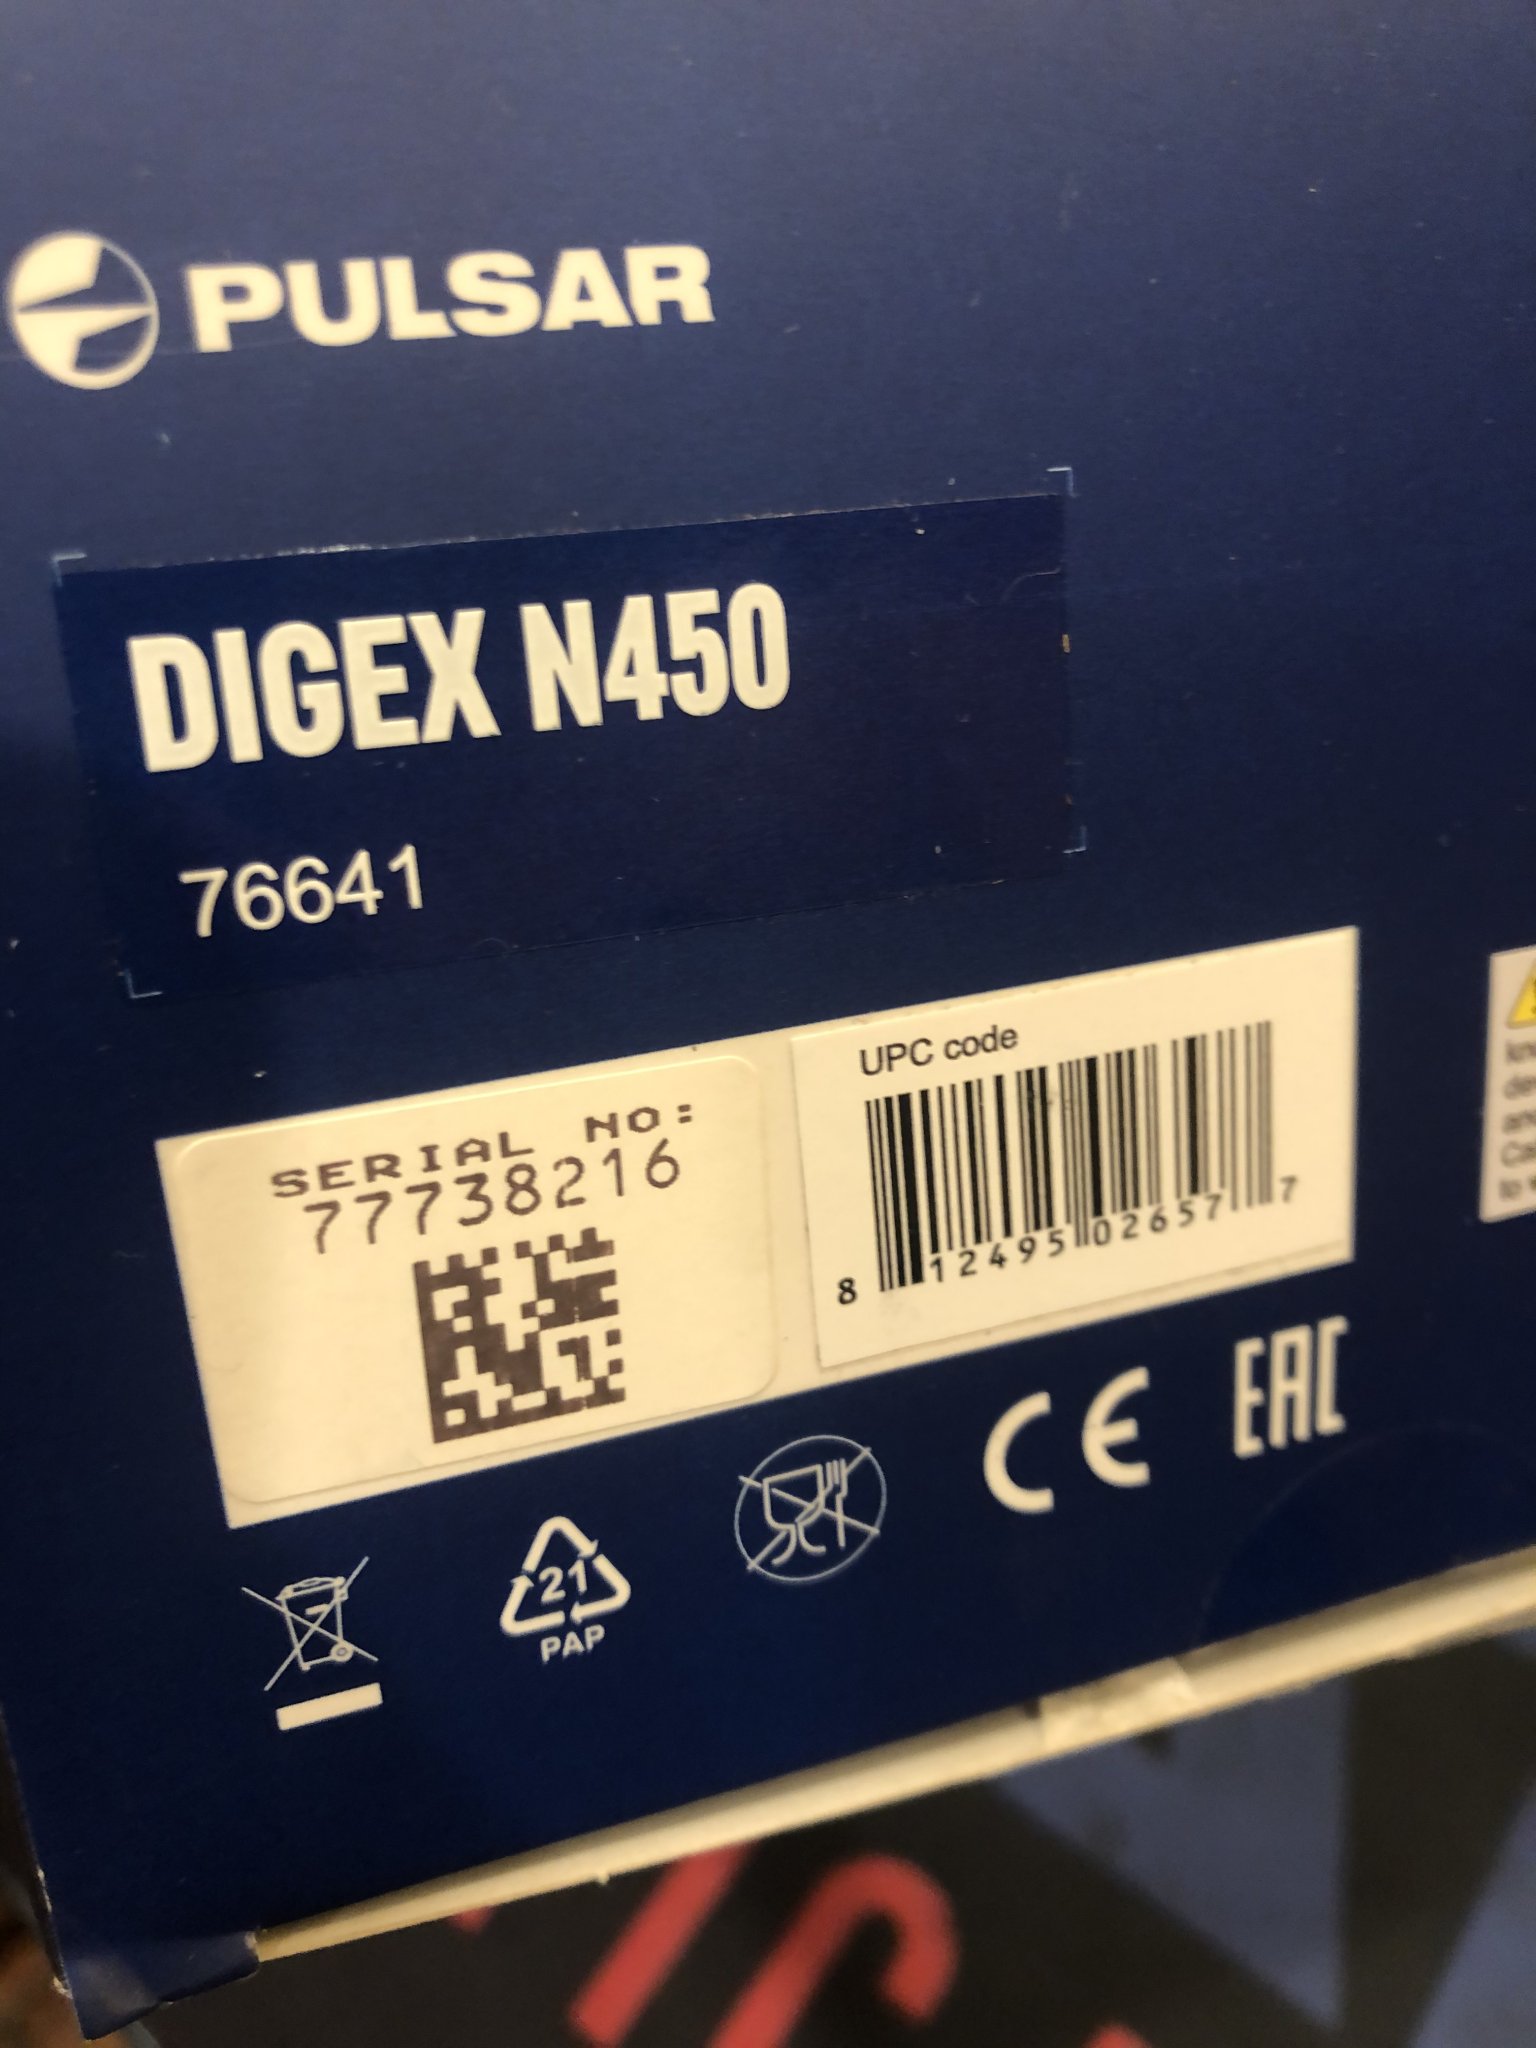 PULSAR
DIGEX N450
76641
SERIAL NO:
77738216
UPC code
8 12495 02657 7
21
PAP
CE
EAC